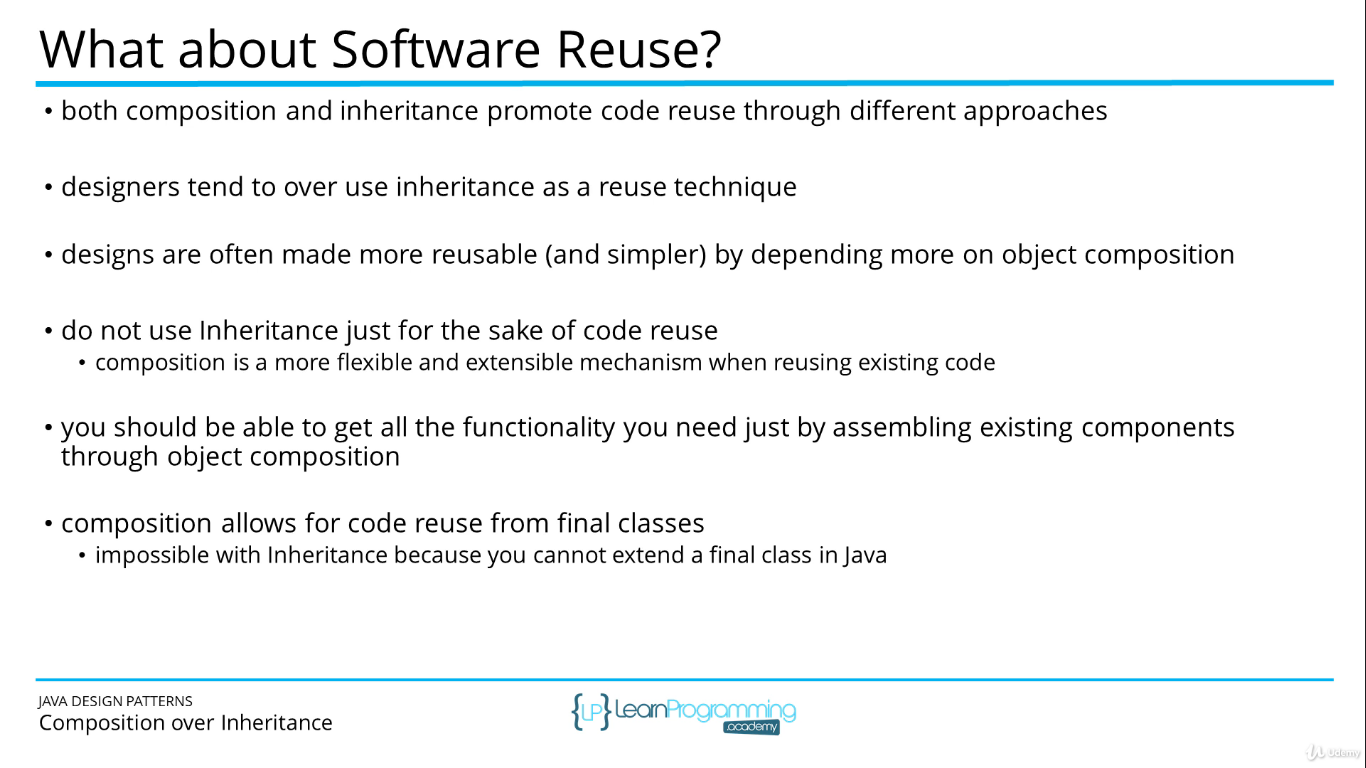 What about Software Reuse?
• both composition and inheritance promote code reuse through different approaches
• designers tend to over use inheritance as a reuse technique
• designs are often made more reusable (and simpler) by depending more on object composition
• do not use Inheritance just for the sake of code reuse
• composition is a more flexible and extensible mechanism when reusing existing code
• you should be able to get all the functionality you need just by assembling existing components
through object composition
• composition allows for code reuse from final classes
• impossible with Inheritance because you cannot extend a final class in Java
JAVA DESIGN PATTERNS
Composition over Inheritance
{LP} LearnProgramming
.academy
Udemy